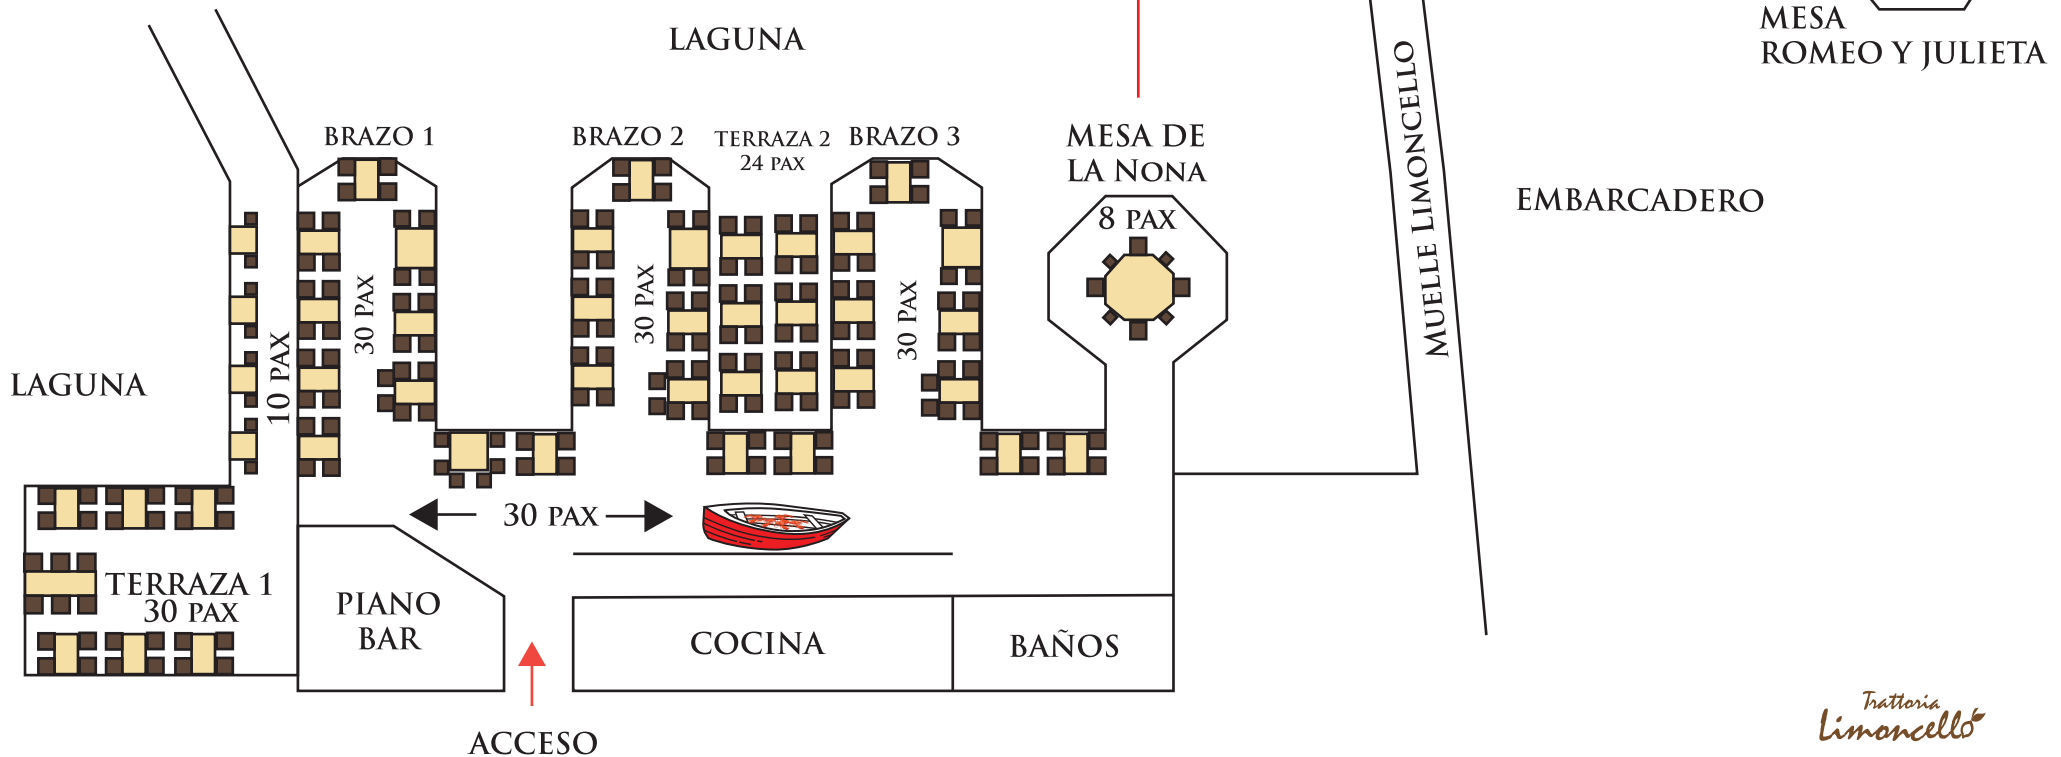 LAGUNA
MESA
ROMEO Y JULIETA
BRAZO 1
BRAZO 2
TERRAZA 2
24 PAX
BRAZO 3
MESA DE
LA NONA
8 PAX
MUELLE LIMONCELLO
EMBARCADERO
LAGUNA
10 PAX
30 PAX
30 PAX
30 PAX
30 PAX
TERRAZA 1
30 PAX
PIANO
BAR
COCINA
BAÑOS
ACCESO
Trattoria
Limoncello